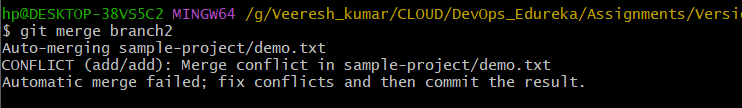 hp@DESKTOP-38VS5C2 MINGW64 /g/Veeresh_kumar/CLOUD/DevOps_Edureka/Assignments/Versi
$ git merge branch2
Auto-merging sample-project/demo.txt
CONFLICT (add/add): Merge conflict in sample-project/demo.txt
Automatic merge failed; fix conflicts and then commit the result.